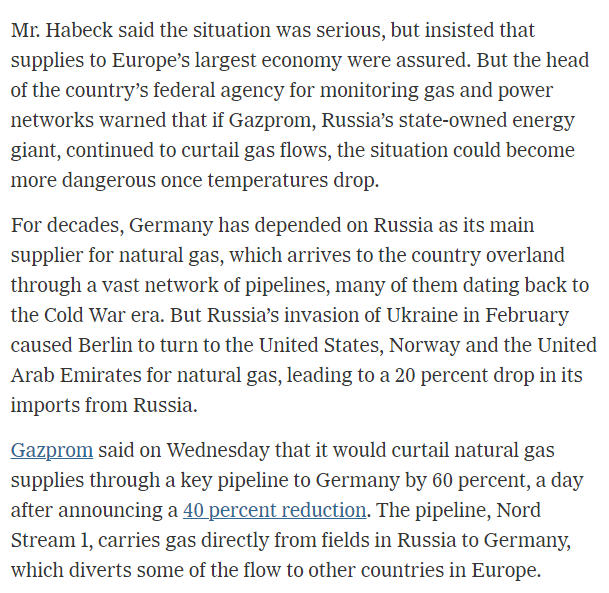 Mr. Habeck said the situation was serious, but insisted that
supplies to Europe’s largest economy were assured. But the head
of the country’s federal agency for monitoring gas and power
networks warned that if Gazprom, Russia’s state-owned energy
giant, continued to curtail gas flows, the situation could become
more dangerous once temperatures drop.
For decades, Germany has depended on Russia as its main
supplier for natural gas, which arrives to the country overland
through a vast network of pipelines, many of them dating back to
the Cold War era. But Russia’s invasion of Ukraine in February
caused Berlin to turn to the United States, Norway and the United
Arab Emirates for natural gas, leading to a 20 percent drop in its
imports from Russia.
Gazprom said on Wednesday that it would curtail natural gas
supplies through a key pipeline to Germany by 60 percent, a day
after announcing a 40 percent reduction. The pipeline, Nord
Stream 1, carries gas directly from fields in Russia to Germany,
which diverts some of the flow to other countries in Europe.